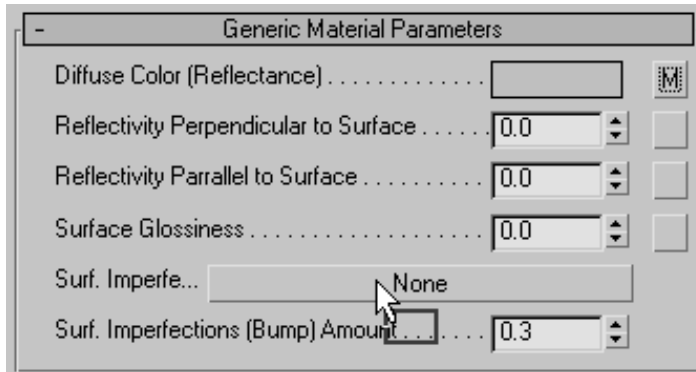 - Generic Material Parameters
Diffuse Color (Reflectance) . . . . . . . . . . . . . M
Reflectivity Perpendicular to Surface . . . . . . 0.0
Reflectivity Parrallel to Surface . . . . . . . . . . 0.0
Surface Glossiness . . . . . . . . . . . . . . . . . . . 0.0
Surf. Imperfe... None
Surf. Imperfections (Bump) Amount . . . . . . . 0.3